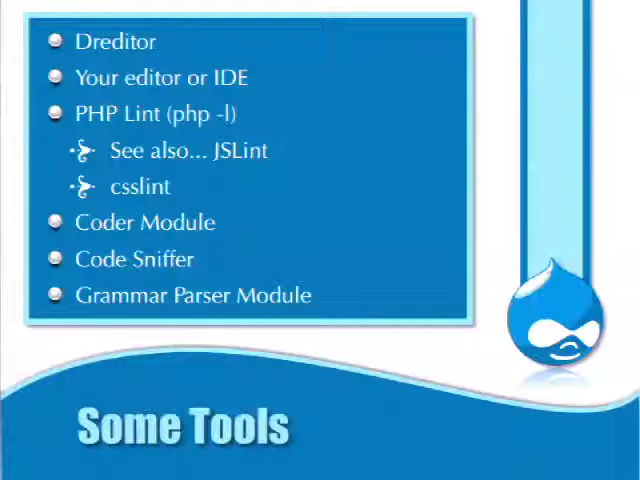 Dreditor
Your editor or IDE
PHP Lint (php -l)
See also... JSLint
csslint
Coder Module
Code Sniffer
Grammar Parser Module
Some Tools